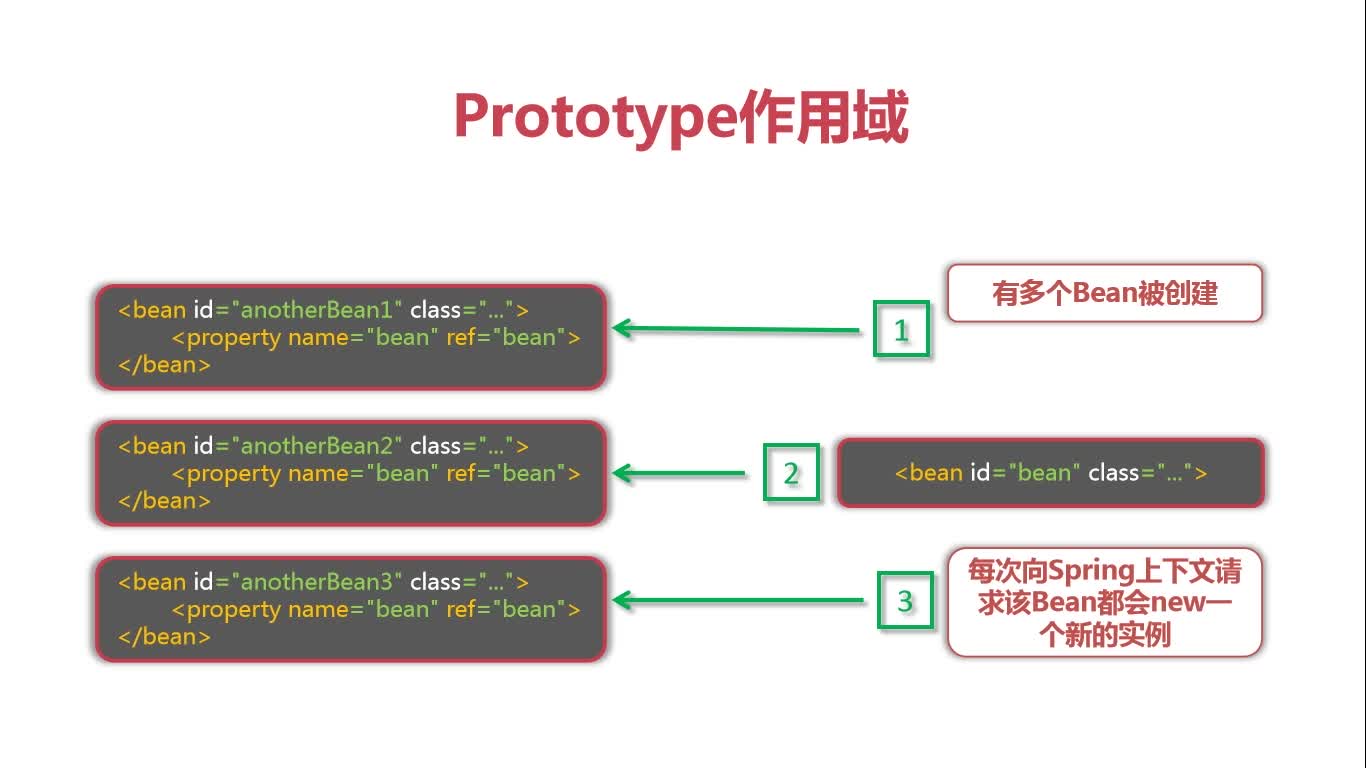 Prototype作用域
有多个Bean被创建
<bean id="anotherBean1" class="...">
<property name="bean" ref="bean">
</bean>
1
<bean id="anotherBean2" class="...">
<property name="bean" ref="bean">
</bean>
2
<bean id="bean" class="...">
<bean id="anotherBean3" class="...">
<property name="bean" ref="bean">
</bean>
3
每次向Spring上下文请
求该Bean都会new一
个新的实例